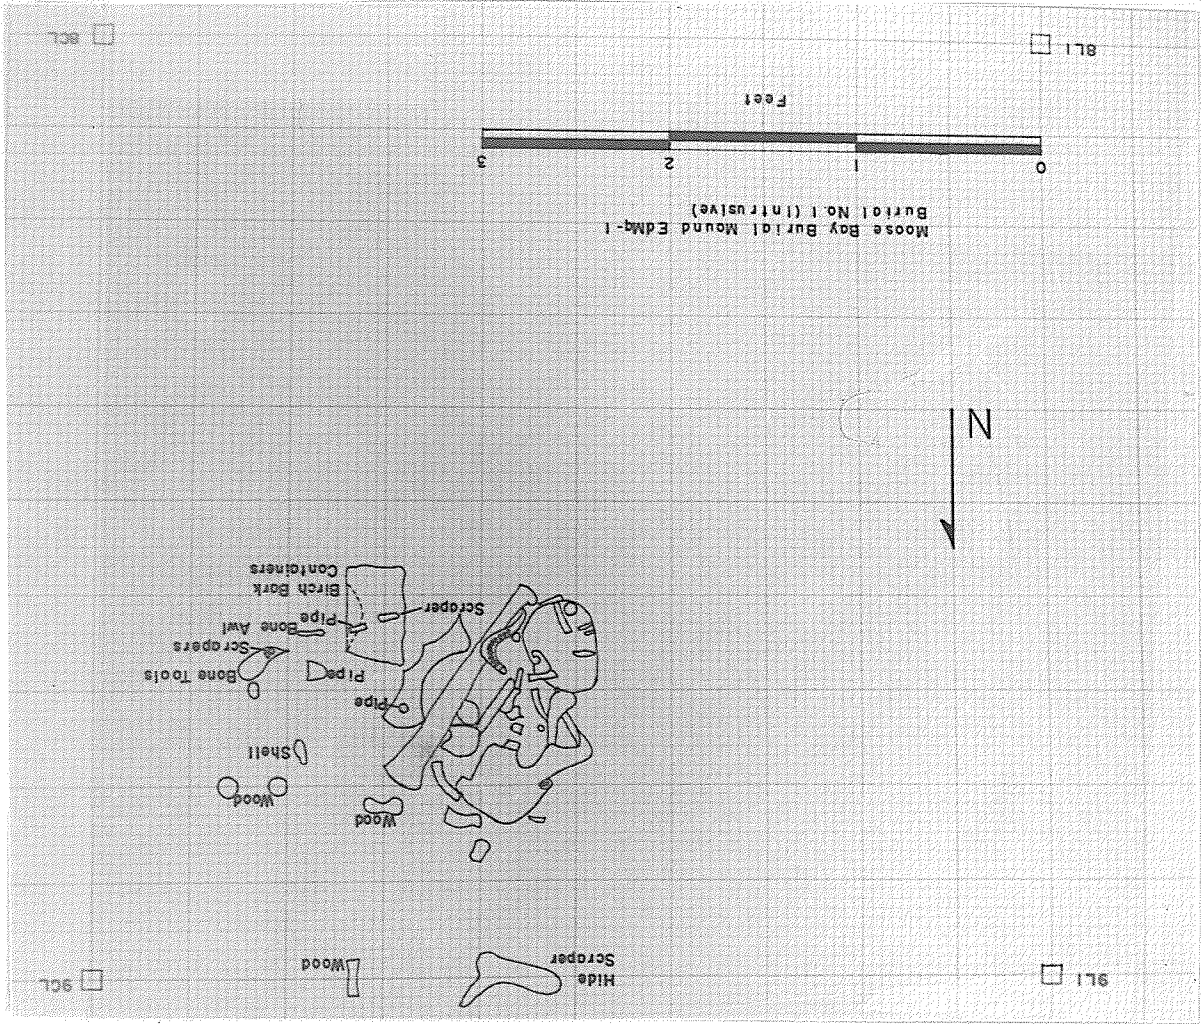 9L1
9CL
Hide
Scraper
Wood
Wood
Wood
Shell
Pipe
Pipe
Bone Tools
Scrapers
Bone Awl
Pipe
Scraper
Birch Bark
Containers
N
Moose Bay Burial Mound EdMq-1
Burial No.1 (Intrusive)
0 1 2 3
Feet
8L1
8CL